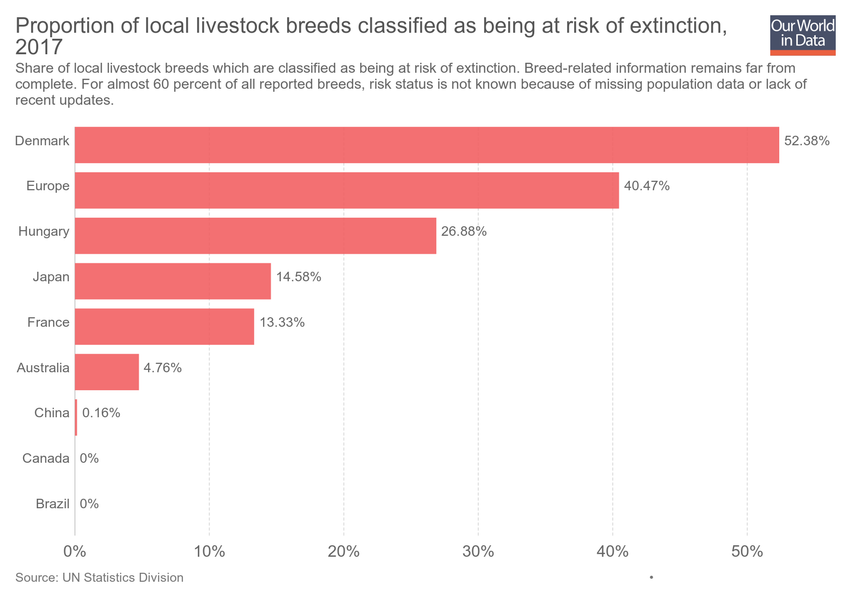 Proportion of local livestock breeds classified as being at risk of extinction,
2017
Our World
in Data
Share of local livestock breeds which are classified as being at risk of extinction. Breed-related information remains far from
complete. For almost 60 percent of all reported breeds, risk status is not known because of missing population data or lack of
recent updates.
Denmark 52.38%
Europe 40.47%
Hungary 26.88%
Japan 14.58%
France 13.33%
Australia 4.76%
China 0.16%
Canada 0%
Brazil 0%
0% 10% 20% 30% 40% 50%
Source: UN Statistics Division